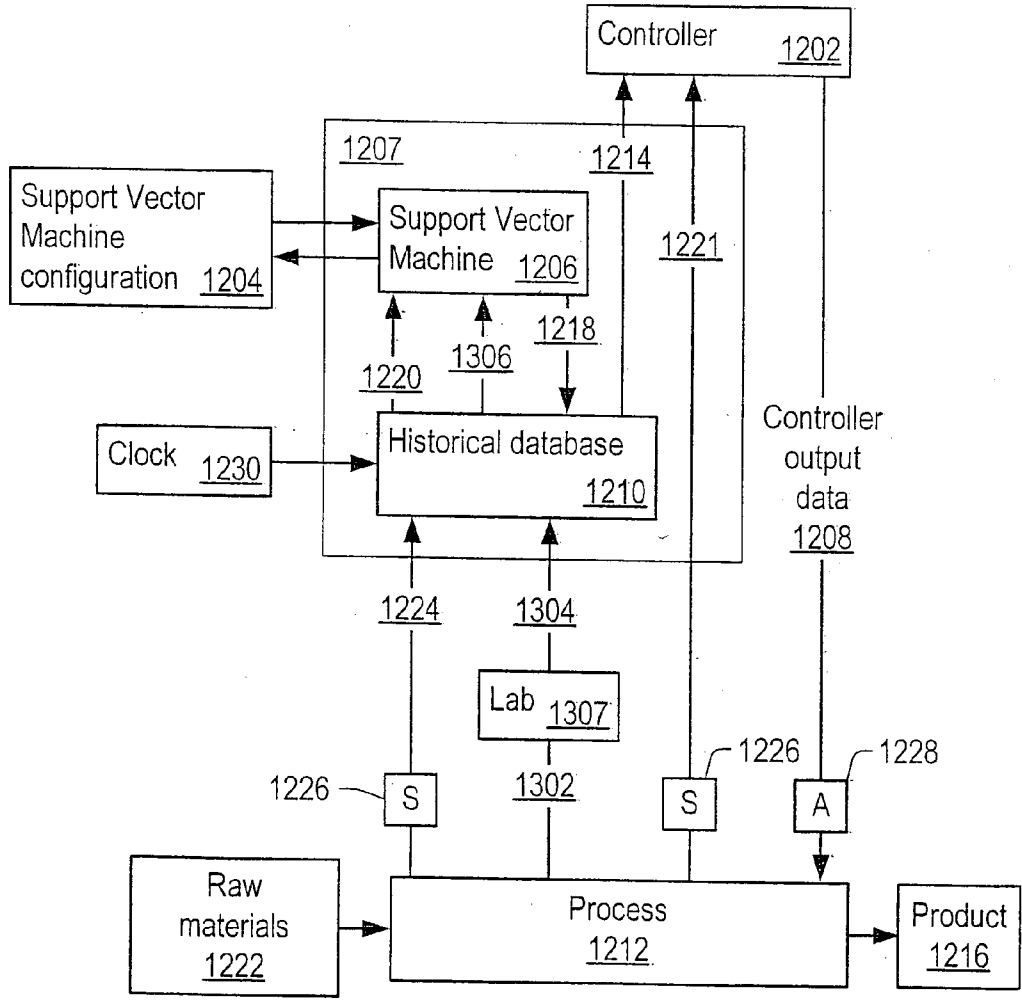 Controller
1202
1207
1214
Support Vector
Machine
configuration 1204
Support Vector
Machine 1206
1221
1218
1306
1220
Controller
output
data
1208
Clock 1230
Historical database
1210
1224
1304
Lab 1307
1226
S
1302
1226
S
1228
A
Raw
materials
1222
Process
1212
Product
1216